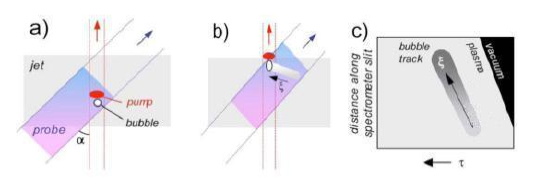 a)
jet
pump
bubble
probe
α
b)
ξ
c)
distance along
spectrometer slit
bubble
track
ξ
plasma
vacuum
τ